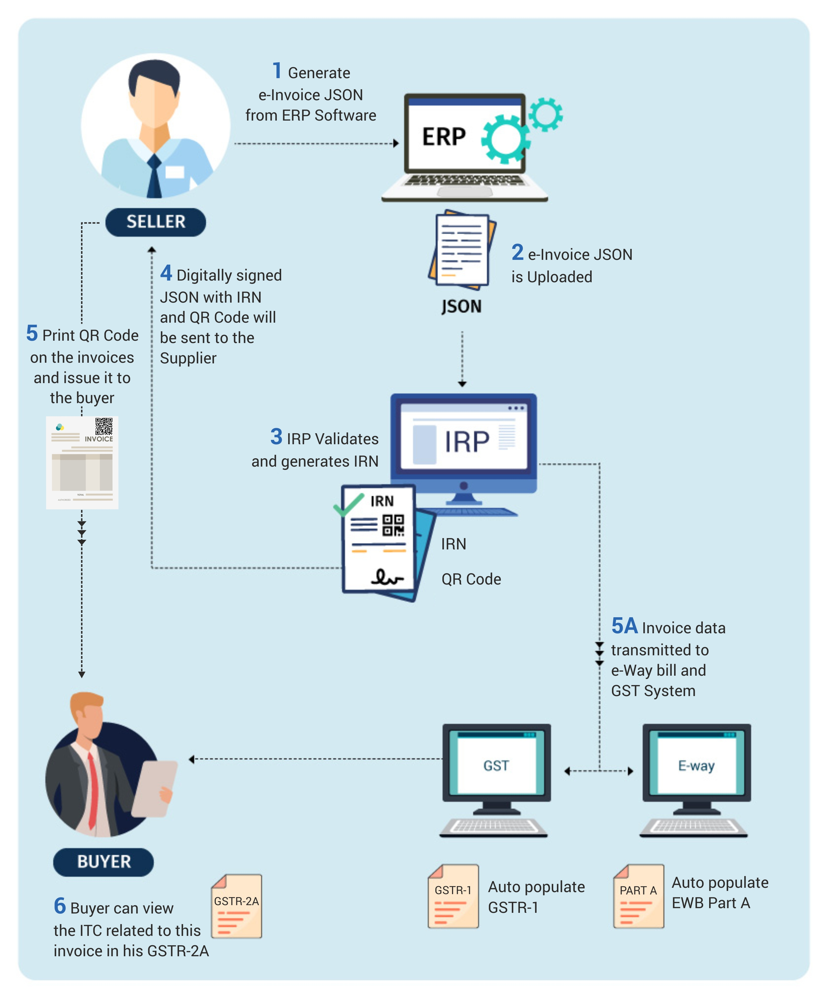 1 Generate
e-Invoice JSON
from ERP Software
ERP
SELLER
2 e-Invoice JSON
is Uploaded
JSON
4 Digitally signed
JSON with IRN
and QR Code will
be sent to the
Supplier
5 Print QR Code
on the invoices
and issue it to
the buyer
INVOICE
TOTAL
AUTHORIZED
3 IRP Validates
and generates IRN
IRP
IRN
IRN
QR Code
5A Invoice data
transmitted to
e-Way bill and
GST System
GST
E-way
BUYER
6 Buyer can view
the ITC related to this
invoice in his GSTR-2A
GSTR-2A
GSTR-1
Auto populate
GSTR-1
PART A
Auto populate
EWB Part A